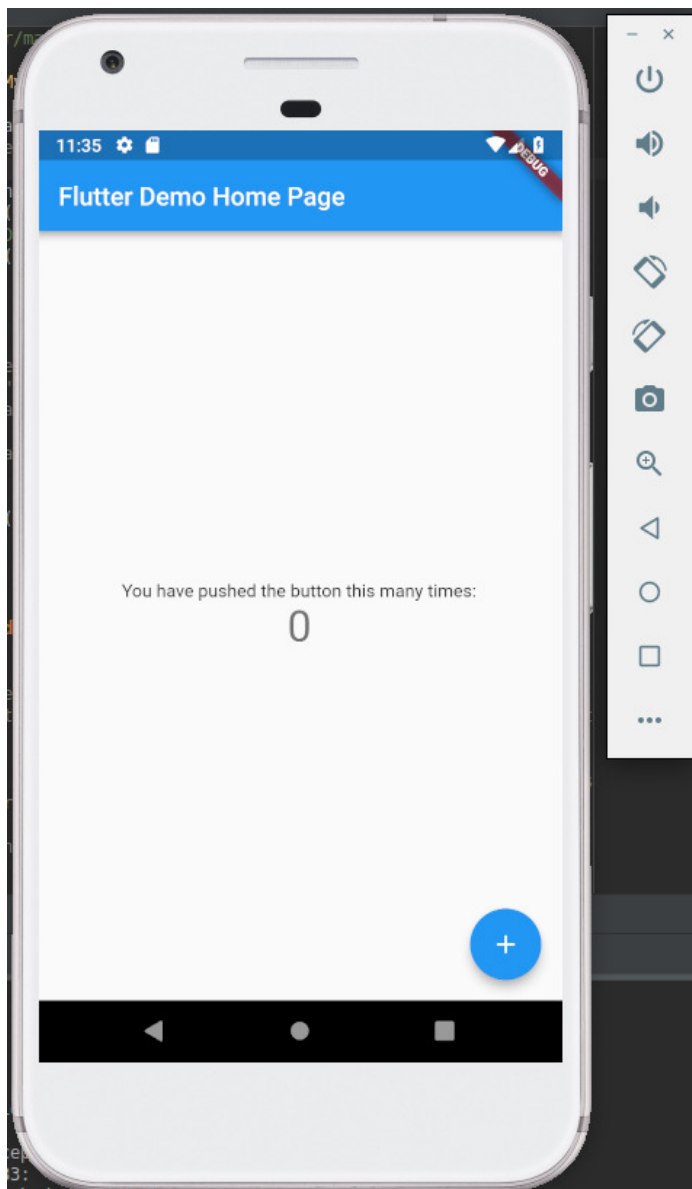 11:35
DEBUG
Flutter Demo Home Page
You have pushed the button this many times:
0
+